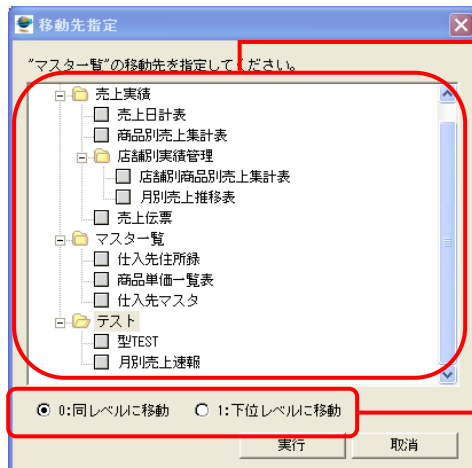 移動先指定
"マスター覧"の移動先を指定してください。
売上実績
売上日計表
商品別売上集計表
店舗別実績管理
店舗別商品別売上集計表
月別売上推移表
売上伝票
マスター覧
仕入先住所録
商品単価一覧表
仕入先マスタ
テスト
型TEST
月別売上速報
0:同レベルに移動 1:下位レベルに移動
実行 取消